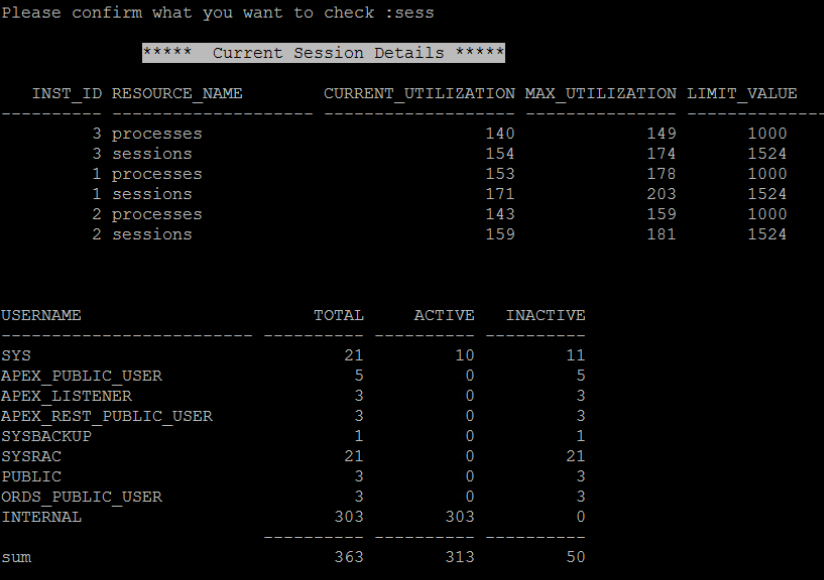 Please confirm what you want to check :sess
***** Current Session Details *****
INST_ID RESOURCE_NAME CURRENT_UTILIZATION MAX_UTILIZATION LIMIT_VALUE
---------- -------------------- ------------------- --------------- --------------
3 processes 140 149 1000
3 sessions 154 174 1524
1 processes 153 178 1000
1 sessions 171 203 1524
2 processes 143 159 1000
2 sessions 159 181 1524
USERNAME TOTAL ACTIVE INACTIVE
------------------------- ---------- ---------- ----------
SYS 21 10 11
APEX_PUBLIC_USER 5 0 5
APEX_LISTENER 3 0 3
APEX_REST_PUBLIC_USER 3 0 3
SYSBACKUP 1 0 1
SYSRAC 21 0 21
PUBLIC 3 0 3
ORDS_PUBLIC_USER 3 0 3
INTERNAL 303 303 0
---------- ---------- ----------
sum 363 313 50